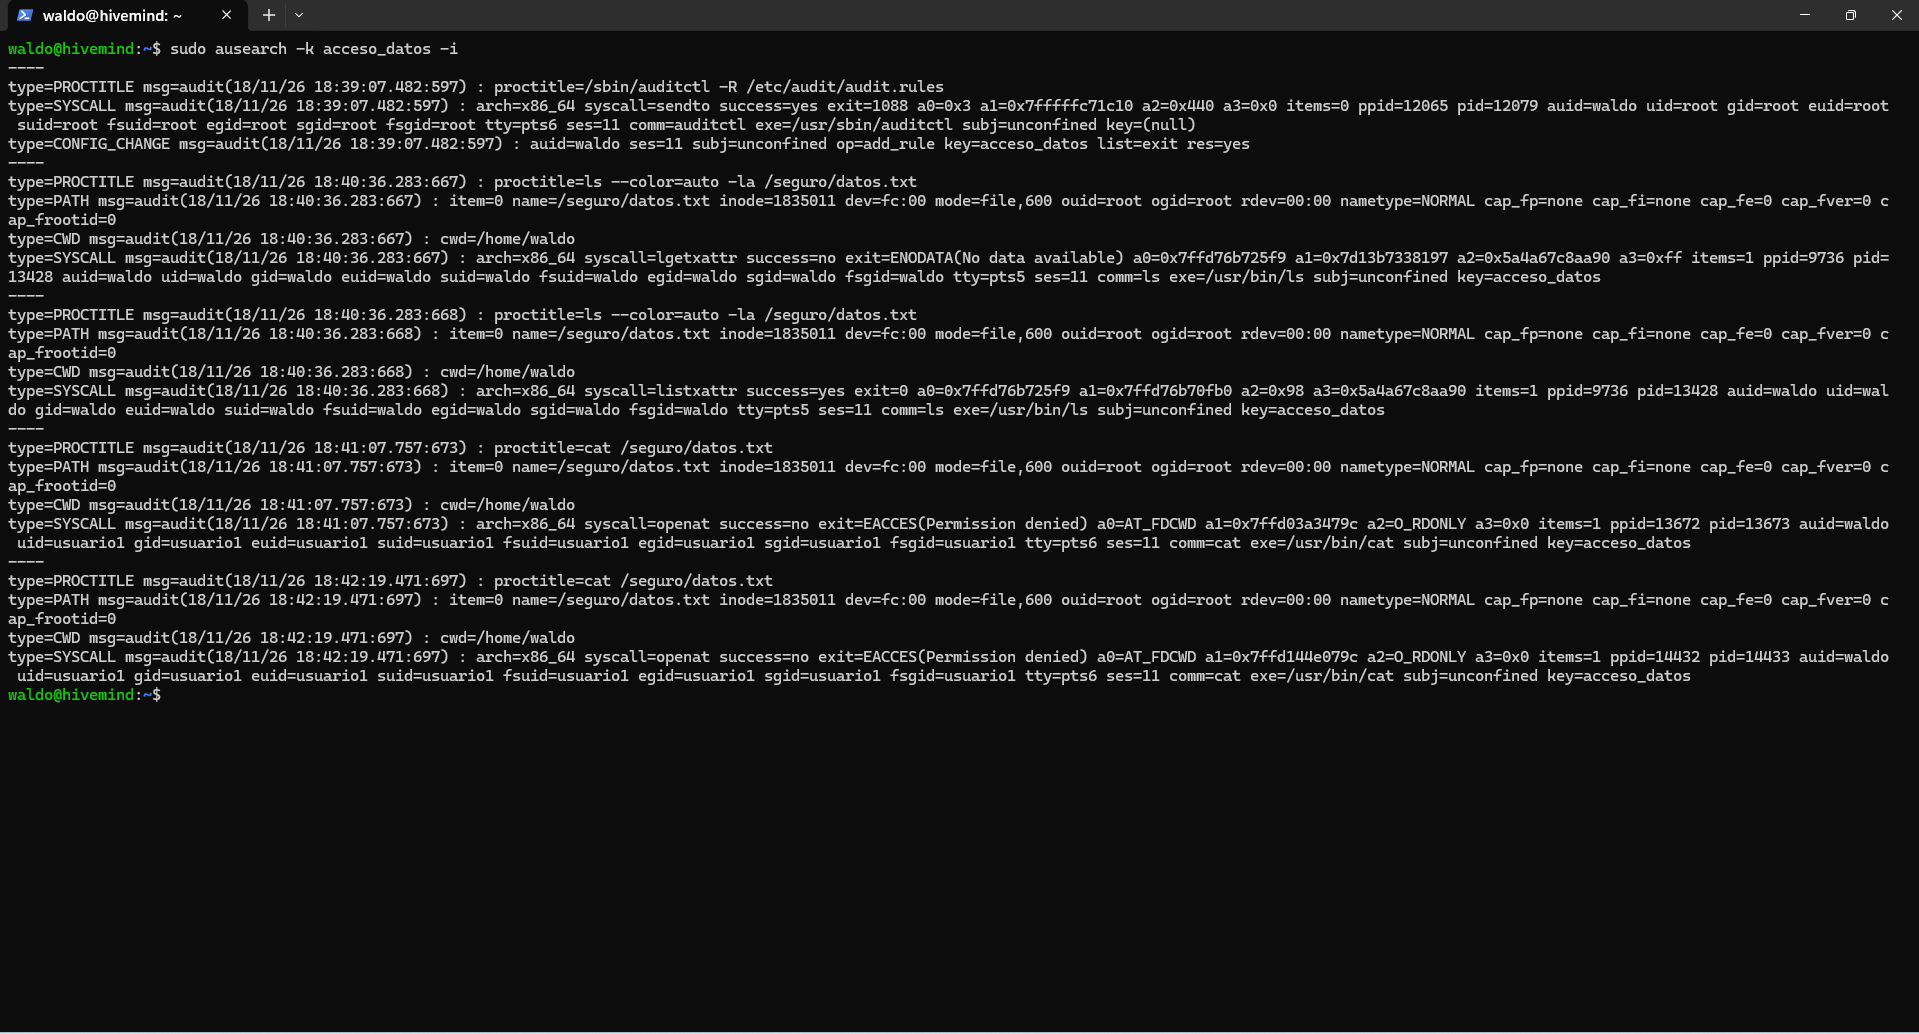 waldo@hivemind: ~
waldo@hivemind:~$ sudo ausearch -k acceso_datos -i
----
type=PROCTITLE msg=audit(18/11/26 18:39:07.482:597) : proctitle=/sbin/auditctl -R /etc/audit/audit.rules
type=SYSCALL msg=audit(18/11/26 18:39:07.482:597) : arch=x86_64 syscall=sendto success=yes exit=1088 a0=0x3 a1=0x7fffffc71c10 a2=0x440 a3=0x0 items=0 ppid=12065 pid=12079 auid=waldo uid=root gid=root euid=root
 suid=root fsuid=root egid=root sgid=root fsgid=root tty=pts6 ses=11 comm=auditctl exe=/usr/sbin/auditctl subj=unconfined key=(null)
type=CONFIG_CHANGE msg=audit(18/11/26 18:39:07.482:597) : auid=waldo ses=11 subj=unconfined op=add_rule key=acceso_datos list=exit res=yes
----
type=PROCTITLE msg=audit(18/11/26 18:40:36.283:667) : proctitle=ls --color=auto -la /seguro/datos.txt
type=PATH msg=audit(18/11/26 18:40:36.283:667) : item=0 name=/seguro/datos.txt inode=1835011 dev=fc:00 mode=file,600 ouid=root ogid=root rdev=00:00 nametype=NORMAL cap_fp=none cap_fi=none cap_fe=0 cap_fver=0 c
ap_frootid=0
type=CWD msg=audit(18/11/26 18:40:36.283:667) : cwd=/home/waldo
type=SYSCALL msg=audit(18/11/26 18:40:36.283:667) : arch=x86_64 syscall=lgetxattr success=no exit=ENODATA(No data available) a0=0x7ffd76b725f9 a1=0x7d13b7338197 a2=0x5a4a67c8aa90 a3=0xff items=1 ppid=9736 pid=
13428 auid=waldo uid=waldo gid=waldo euid=waldo suid=waldo fsuid=waldo egid=waldo sgid=waldo fsgid=waldo tty=pts5 ses=11 comm=ls exe=/usr/bin/ls subj=unconfined key=acceso_datos
----
type=PROCTITLE msg=audit(18/11/26 18:40:36.283:668) : proctitle=ls --color=auto -la /seguro/datos.txt
type=PATH msg=audit(18/11/26 18:40:36.283:668) : item=0 name=/seguro/datos.txt inode=1835011 dev=fc:00 mode=file,600 ouid=root ogid=root rdev=00:00 nametype=NORMAL cap_fp=none cap_fi=none cap_fe=0 cap_fver=0 c
ap_frootid=0
type=CWD msg=audit(18/11/26 18:40:36.283:668) : cwd=/home/waldo
type=SYSCALL msg=audit(18/11/26 18:40:36.283:668) : arch=x86_64 syscall=listxattr success=yes exit=0 a0=0x7ffd76b725f9 a1=0x7ffd76b70fb0 a2=0x98 a3=0x5a4a67c8aa90 items=1 ppid=9736 pid=13428 auid=waldo uid=wal
do gid=waldo euid=waldo suid=waldo fsuid=waldo egid=waldo sgid=waldo fsgid=waldo tty=pts5 ses=11 comm=ls exe=/usr/bin/ls subj=unconfined key=acceso_datos
----
type=PROCTITLE msg=audit(18/11/26 18:41:07.757:673) : proctitle=cat /seguro/datos.txt
type=PATH msg=audit(18/11/26 18:41:07.757:673) : item=0 name=/seguro/datos.txt inode=1835011 dev=fc:00 mode=file,600 ouid=root ogid=root rdev=00:00 nametype=NORMAL cap_fp=none cap_fi=none cap_fe=0 cap_fver=0 c
ap_frootid=0
type=CWD msg=audit(18/11/26 18:41:07.757:673) : cwd=/home/waldo
type=SYSCALL msg=audit(18/11/26 18:41:07.757:673) : arch=x86_64 syscall=openat success=no exit=EACCES(Permission denied) a0=AT_FDCWD a1=0x7ffd03a3479c a2=O_RDONLY a3=0x0 items=1 ppid=13672 pid=13673 auid=waldo
 uid=usuario1 gid=usuario1 euid=usuario1 suid=usuario1 fsuid=usuario1 egid=usuario1 sgid=usuario1 fsgid=usuario1 tty=pts6 ses=11 comm=cat exe=/usr/bin/cat subj=unconfined key=acceso_datos
----
type=PROCTITLE msg=audit(18/11/26 18:42:19.471:697) : proctitle=cat /seguro/datos.txt
type=PATH msg=audit(18/11/26 18:42:19.471:697) : item=0 name=/seguro/datos.txt inode=1835011 dev=fc:00 mode=file,600 ouid=root ogid=root rdev=00:00 nametype=NORMAL cap_fp=none cap_fi=none cap_fe=0 cap_fver=0 c
ap_frootid=0
type=CWD msg=audit(18/11/26 18:42:19.471:697) : cwd=/home/waldo
type=SYSCALL msg=audit(18/11/26 18:42:19.471:697) : arch=x86_64 syscall=openat success=no exit=EACCES(Permission denied) a0=AT_FDCWD a1=0x7ffd144e079c a2=O_RDONLY a3=0x0 items=1 ppid=14432 pid=14433 auid=waldo
 uid=usuario1 gid=usuario1 euid=usuario1 suid=usuario1 fsuid=usuario1 egid=usuario1 sgid=usuario1 fsgid=usuario1 tty=pts6 ses=11 comm=cat exe=/usr/bin/cat subj=unconfined key=acceso_datos
waldo@hivemind:~$